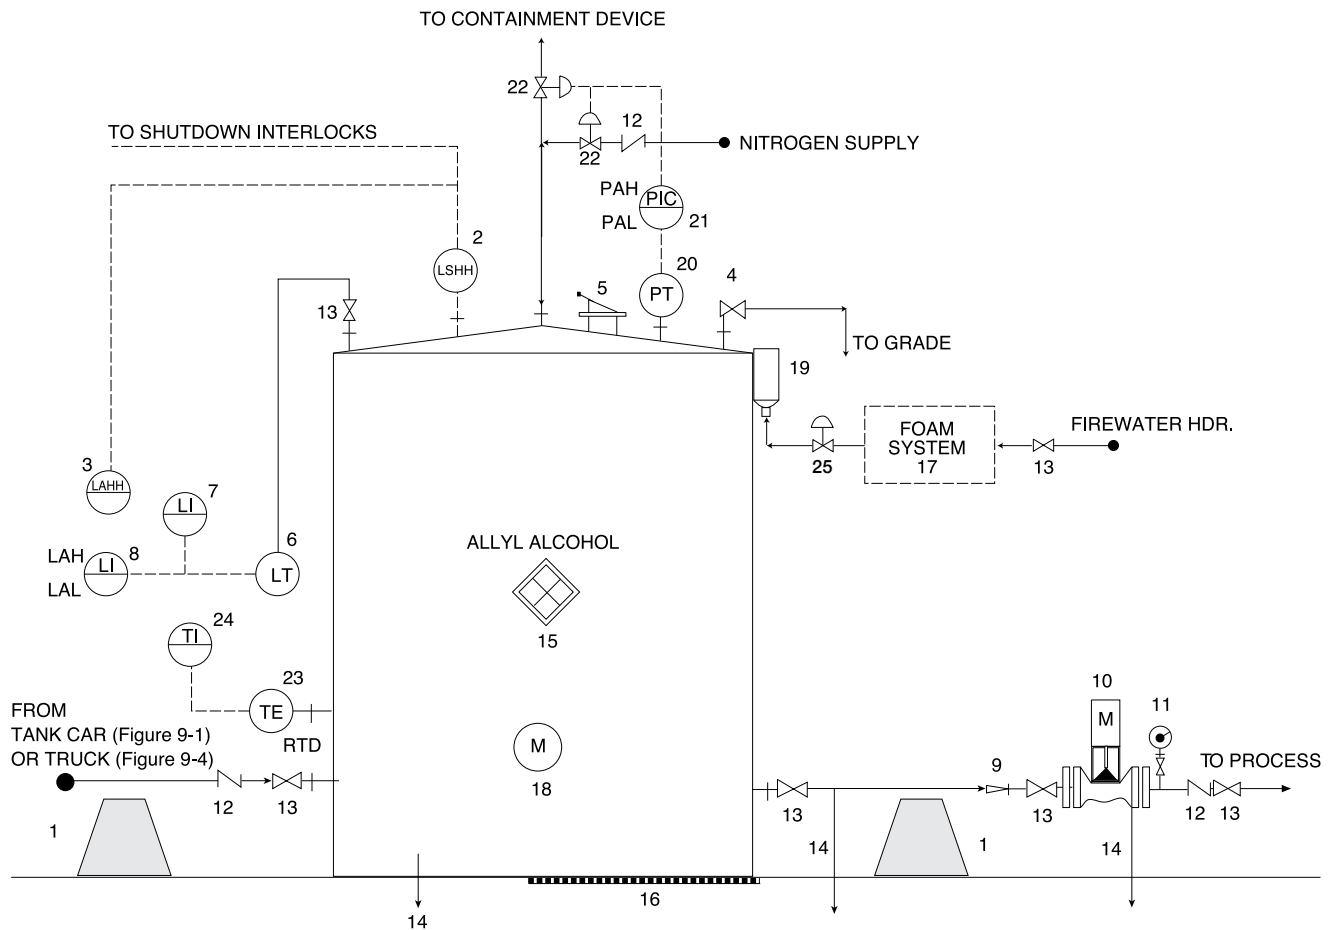 TO CONTAINMENT DEVICE
22
12
TO SHUTDOWN INTERLOCKS
NITROGEN SUPPLY
22
PAH
PIC
PAL
21
2
LSHH
20
4
5
PT
13
TO GRADE
19
FIREWATER HDR.
FOAM
SYSTEM
17
25
13
3
LAHH
7
LI
6
LAH
8
LI
LAL
LT
ALLYL ALCOHOL
15
24
TI
23
TE
RTD
FROM
TANK CAR (Figure 9-1)
OR TRUCK (Figure 9-4)
10
11
M
M
18
9
TO PROCESS
12
13
13
13
12
13
1
1
14
14
16
14